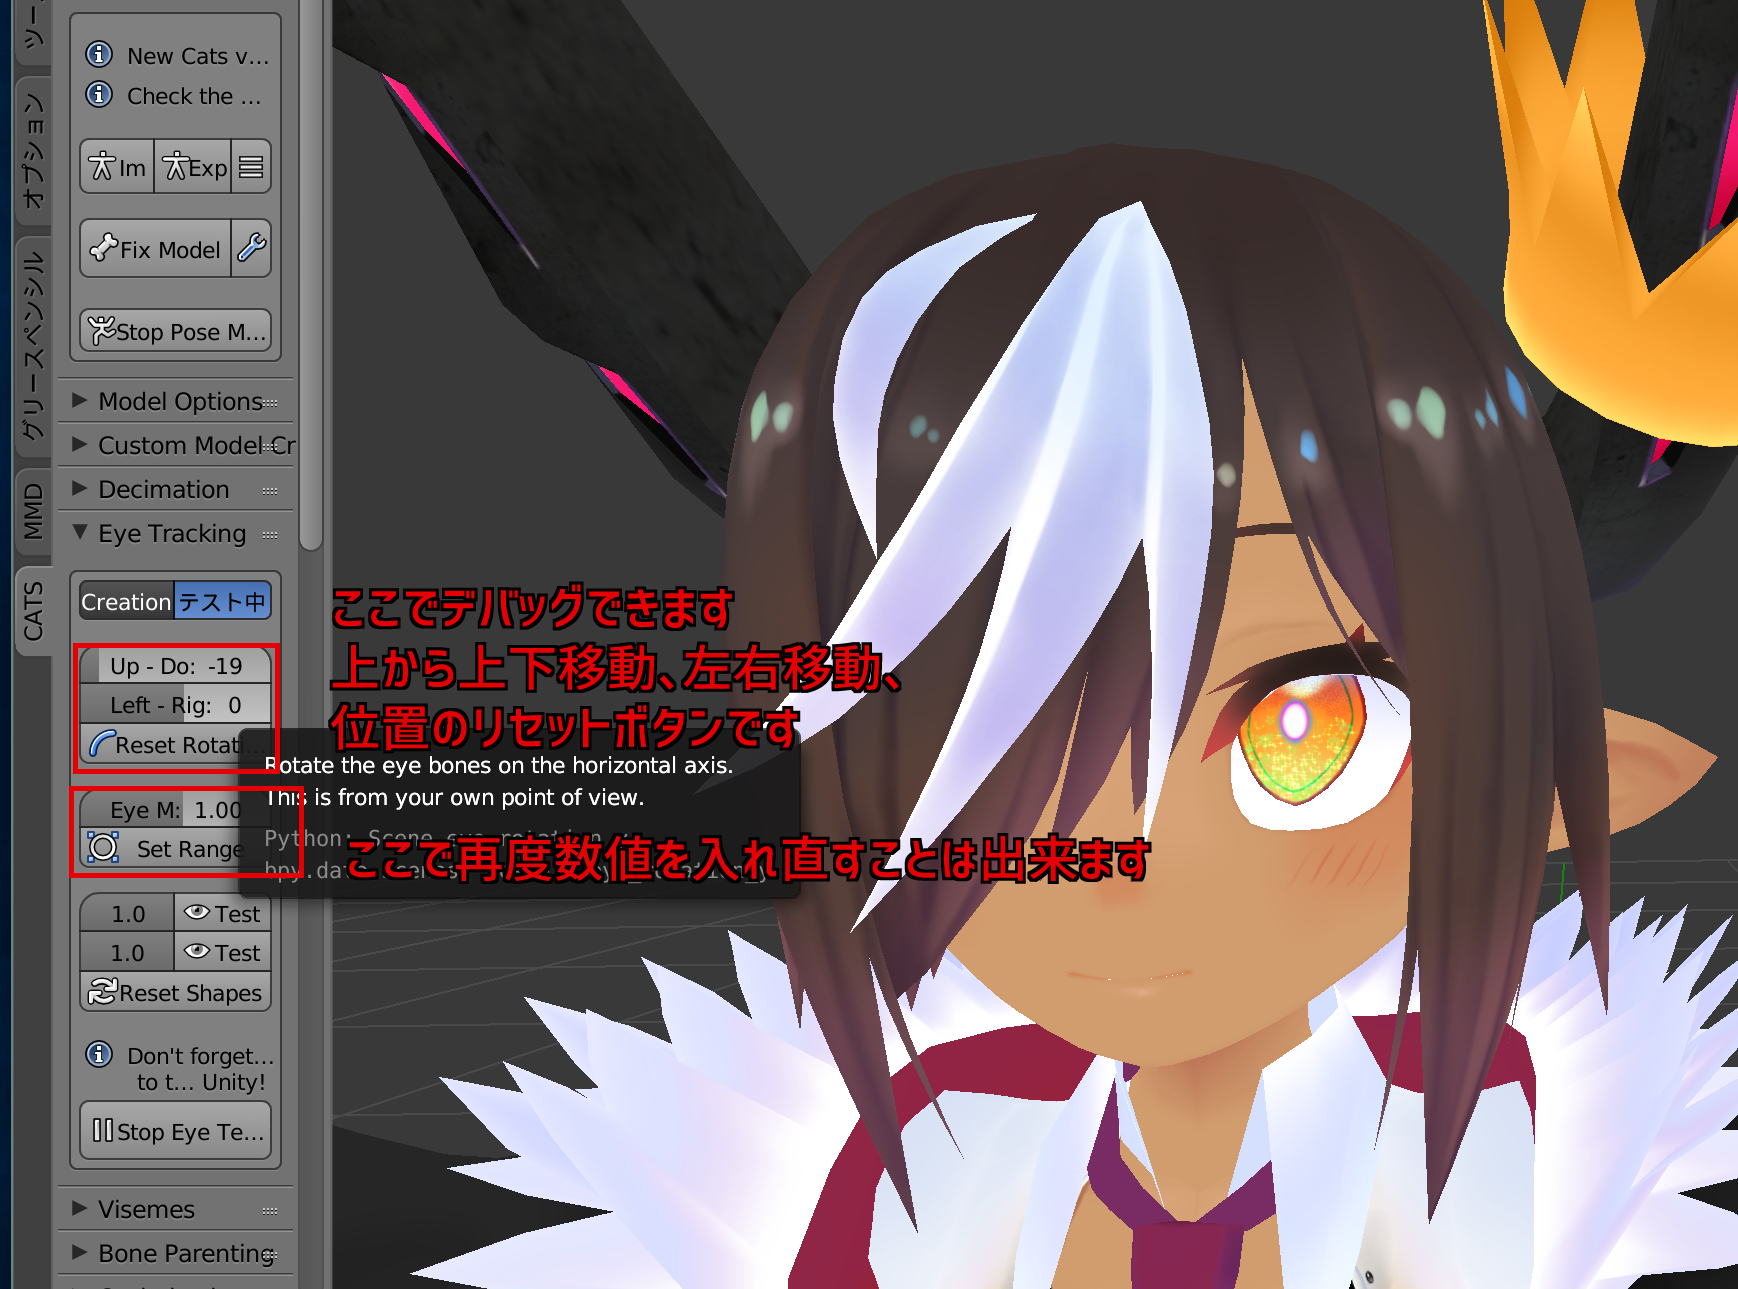 ツー
オプション
グリースペンシル
MMD
CATS
New Cats v...
Check the ...
Im
Exp
Fix Model
Stop Pose M...
Model Options
Custom Model Cr
Decimation
Eye Tracking
Creation
テスト中
Up - Do: -19
Left - Rig: 0
Reset Rotati...
Eye M: 1.00
Set Range
1.0
Test
1.0
Test
Reset Shapes
Don't forget...
to t... Unity!
Stop Eye Te...
Visemes
Bone Parenting
ここでデバッグできます
上から上下移動、左右移動、
位置のリセットボタンです
Rotate the eye bones on the horizontal axis.
This is from your own point of view.
Python:
ここで再度数値を入れ直すことは出来ます